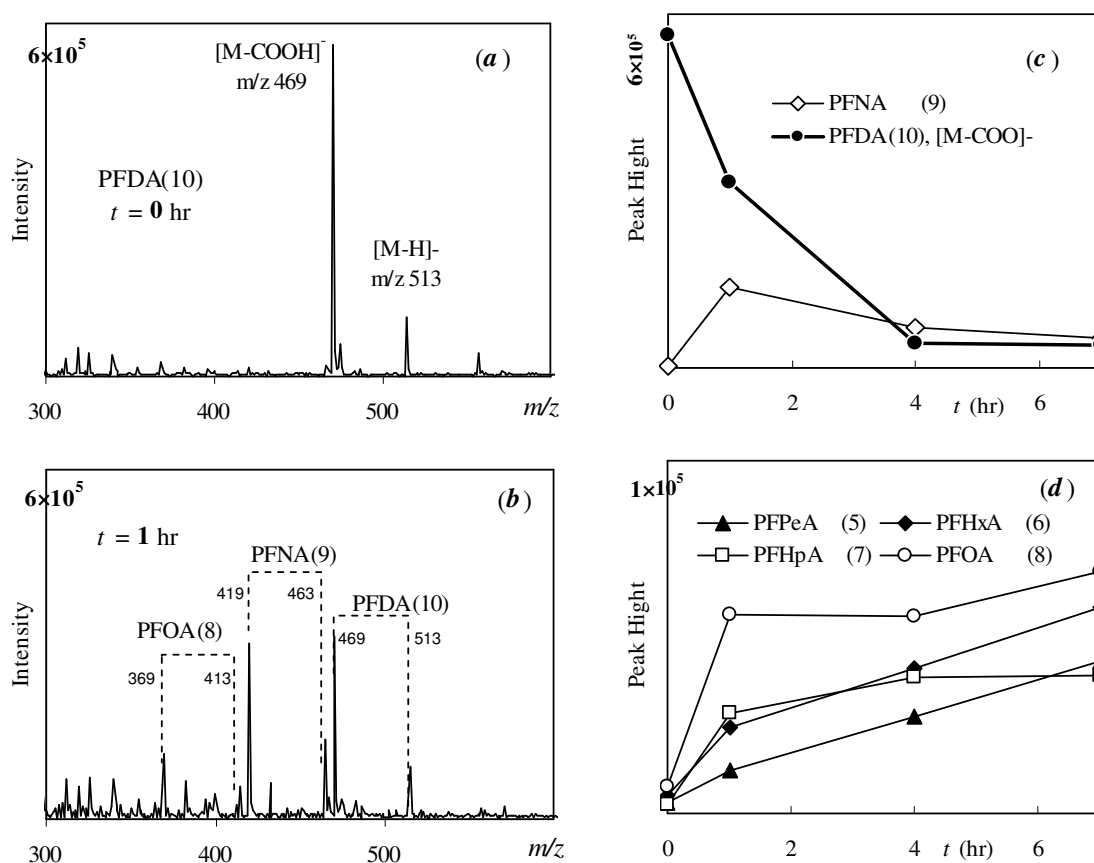 6×10⁵
[M-COOH]⁻
m/z 469
(a)
PFDA(10)
t = 0 hr
[M-H]-
m/z 513
Intensity
300
400
500
m/z
6×10⁵
(c)
PFNA (9)
PFDA(10), [M-COO]-
Peak Hight
0
2
4
t (hr)
6
6×10⁵
(b)
t = 1 hr
PFNA(9)
419
463
PFDA(10)
PFOA(8)
469
513
369
413
Intensity
300
400
500
m/z
1×10⁵
(d)
PFPeA (5)
PFHxA (6)
PFHpA (7)
PFOA (8)
Peak Hight
0
2
4
t (hr)
6